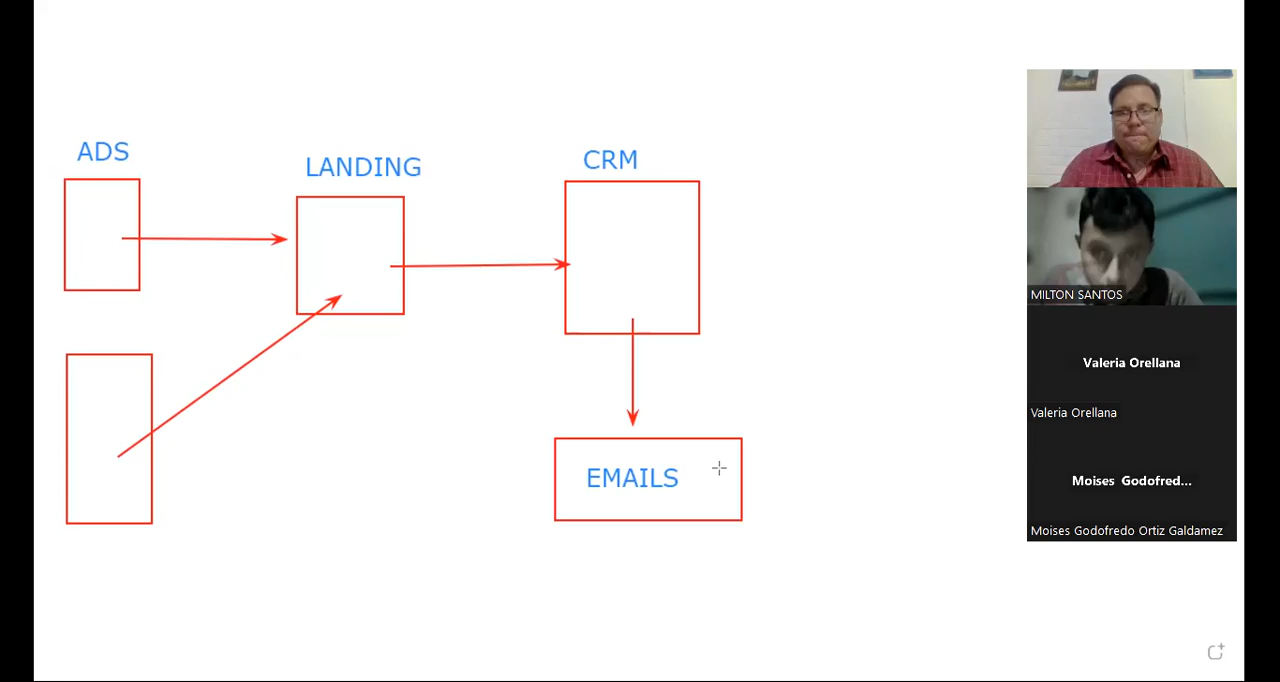 ADS
LANDING
CRM
EMAILS
MILTON SANTOS
Valeria Orellana
Valeria Orellana
Moises Godofred...
Moises Godofredo Ortiz Galdamez